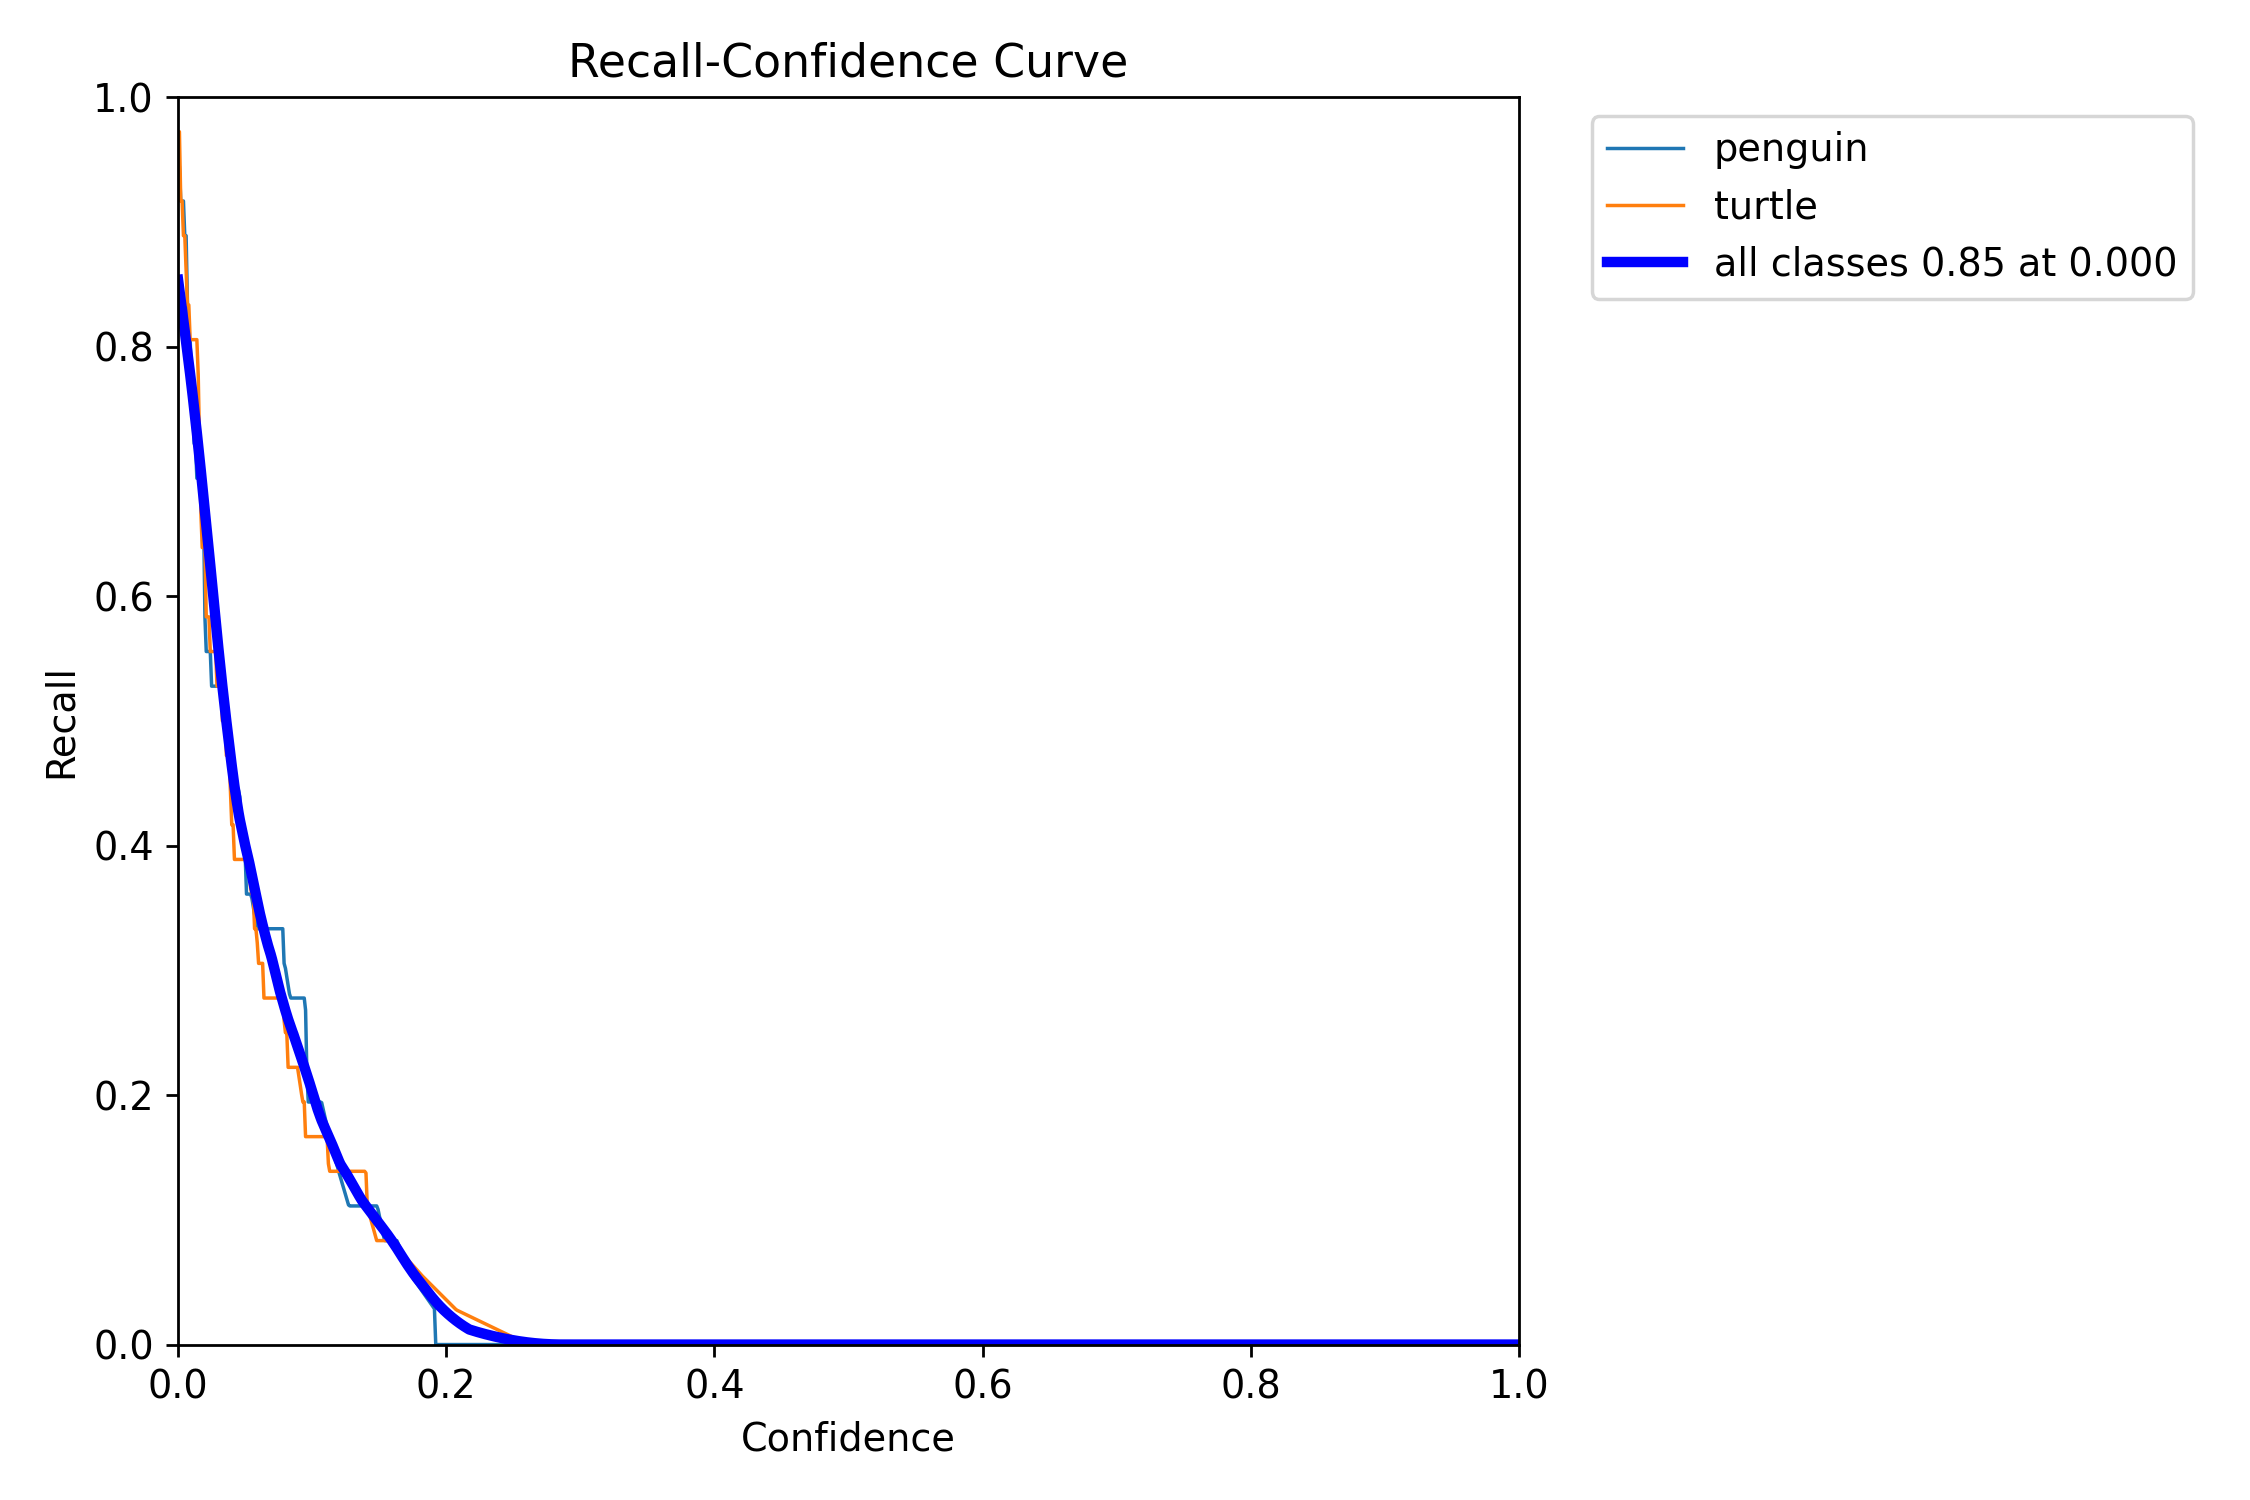 Recall-Confidence Curve
1.0
0.8
0.6
0.4
0.2
0.0
Recall
0.0 0.2 0.4 0.6 0.8 1.0
Confidence
penguin
turtle
all classes 0.85 at 0.000